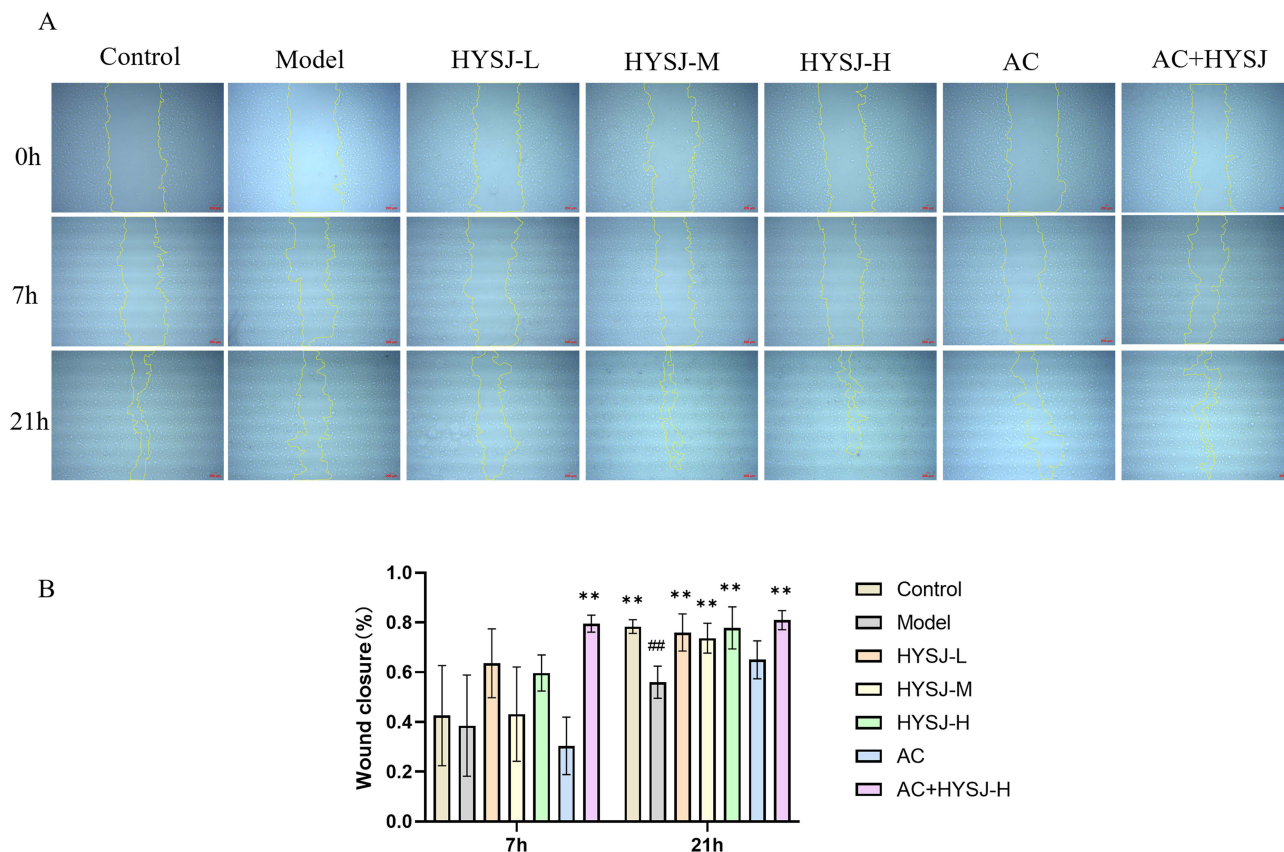 A
Control Model HYSJ-L HYSJ-M HYSJ-H AC AC+HYSJ
0h
7h
21h
B
Wound closure(%)
1.0
0.8
0.6
0.4
0.2
0.0
** ** ## ** ** ** **
7h 21h
Control
Model
HYSJ-L
HYSJ-M
HYSJ-H
AC
AC+HYSJ-H